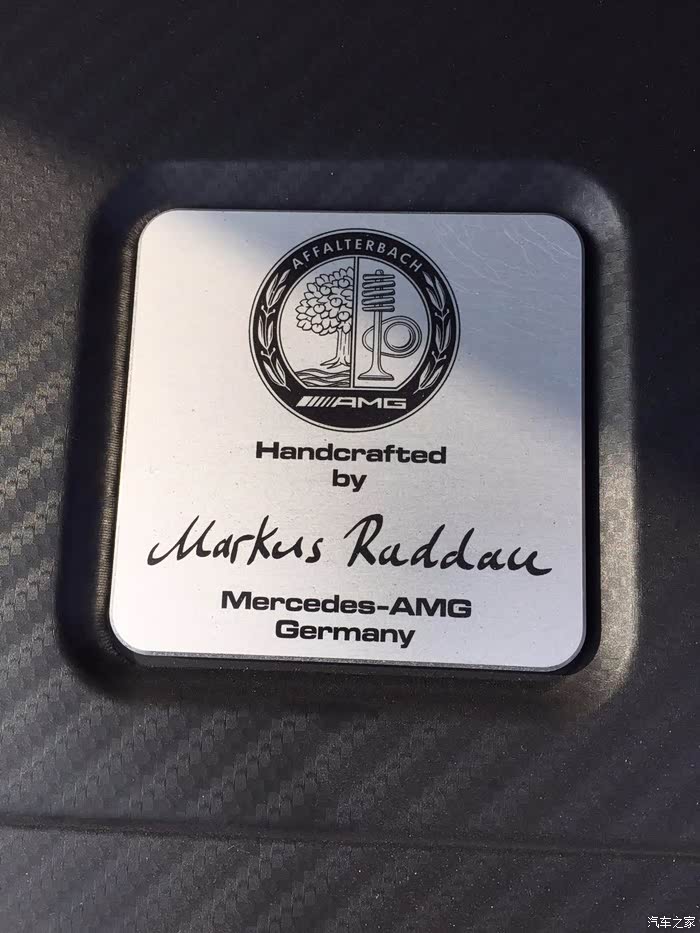 AFFALTERBACH
AMG
Handcrafted
by
Markus Raddau
Mercedes-AMG
Germany
汽车之家